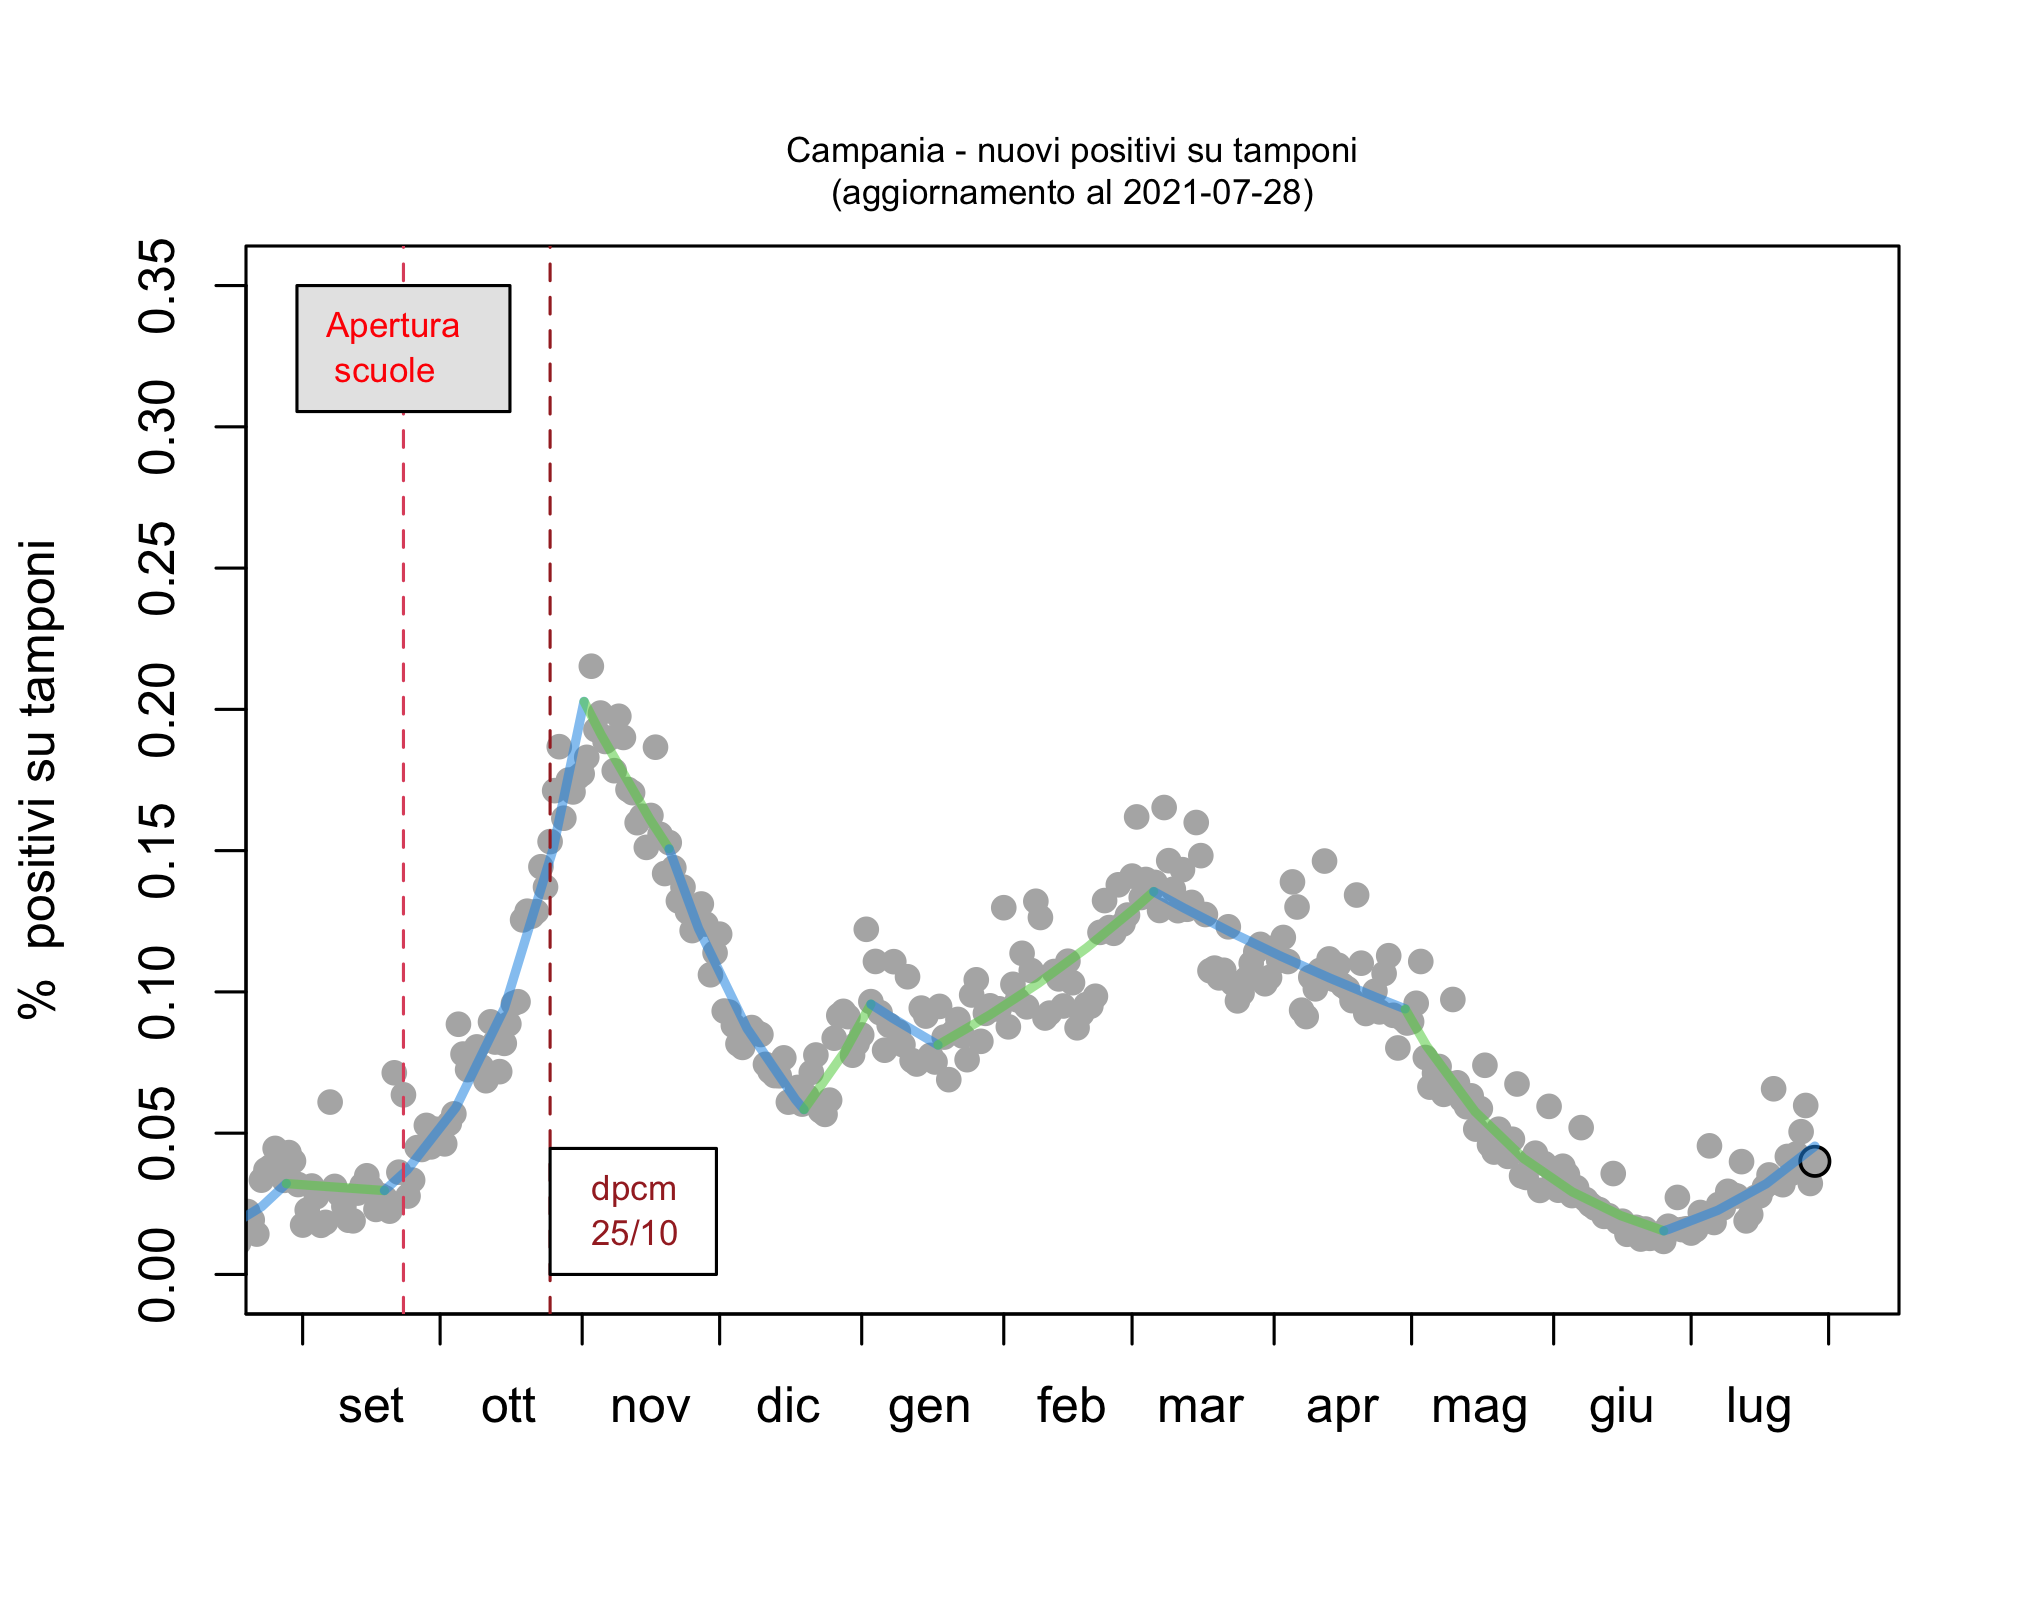 Campania - nuovi positivi su tamponi
(aggiornamento al 2021-07-28)
% positivi su tamponi
0.35
0.30
0.25
0.20
0.15
0.10
0.05
0.00
Apertura
scuole
dpcm
25/10
set ott nov dic gen feb mar apr mag giu lug